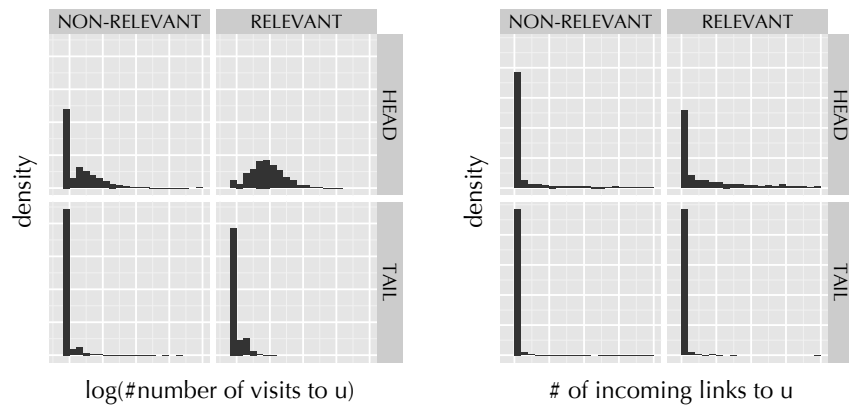 NON-RELEVANT RELEVANT
HEAD
TAIL
density
log(#number of visits to u)
NON-RELEVANT RELEVANT
HEAD
TAIL
density
# of incoming links to u